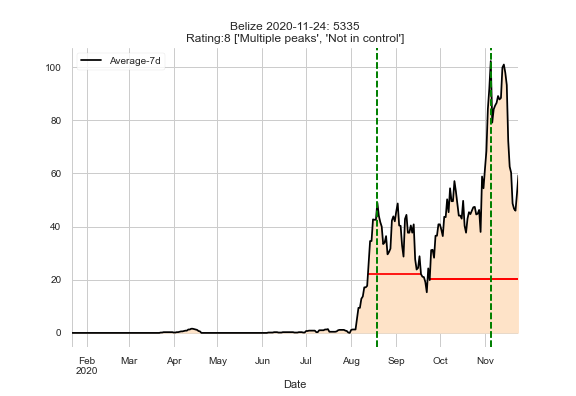 Belize 2020-11-24: 5335
Rating:8 ['Multiple peaks', 'Not in control']
Average-7d
100
80
60
40
20
0
Feb Mar Apr May Jun Jul Aug Sep Oct Nov
2020
Date